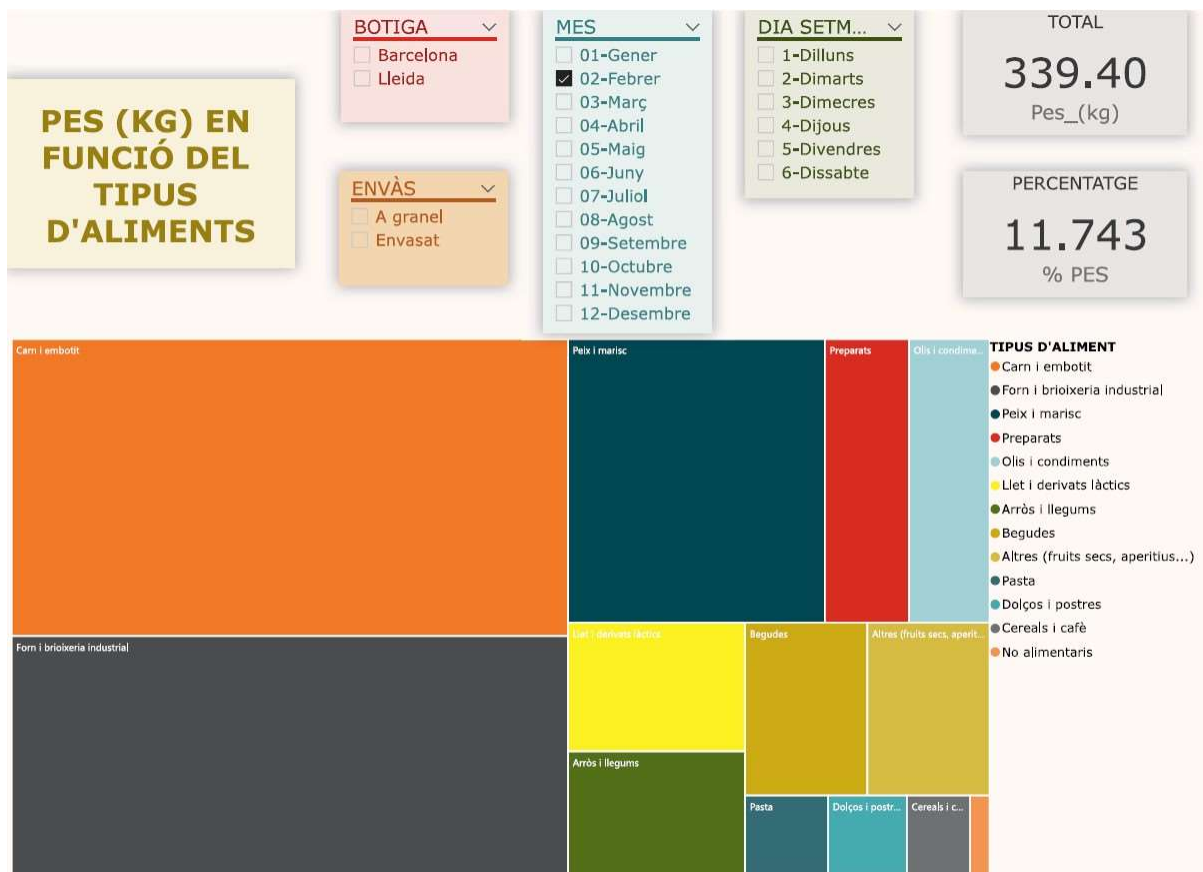 PES (KG) EN
FUNCIÓ DEL
TIPUS
D'ALIMENTS
BOTIGA
Barcelona
Lleida
ENVÀS
A granel
Envasat
MES
01-Gener
02-Febrer
03-Març
04-Abril
05-Maig
06-Juny
07-Juliol
08-Agost
09-Setembre
10-Octubre
11-Novembre
12-Desembre
DIA SETM...
1-Dilluns
2-Dimarts
3-Dimecres
4-Dijous
5-Divendres
6-Dissabte
TOTAL
339.40
Pes_(kg)
PERCENTATGE
11.743
% PES
Carn i embotit
Forn i brioixeria industrial
Peix i marisc
Preparats
Olis i condime...
Llet i derivats làctics
Arròs i llegums
Begudes
Altres (fruits secs, aperit...
Pasta
Dolços i postr...
Cereals i c...
TIPUS D'ALIMENT
Carn i embotit
Forn i brioixeria industrial
Peix i marisc
Preparats
Olis i condiments
Llet i derivats làctics
Arròs i llegums
Begudes
Altres (fruits secs, aperitius...)
Pasta
Dolços i postres
Cereals i cafè
No alimentaris